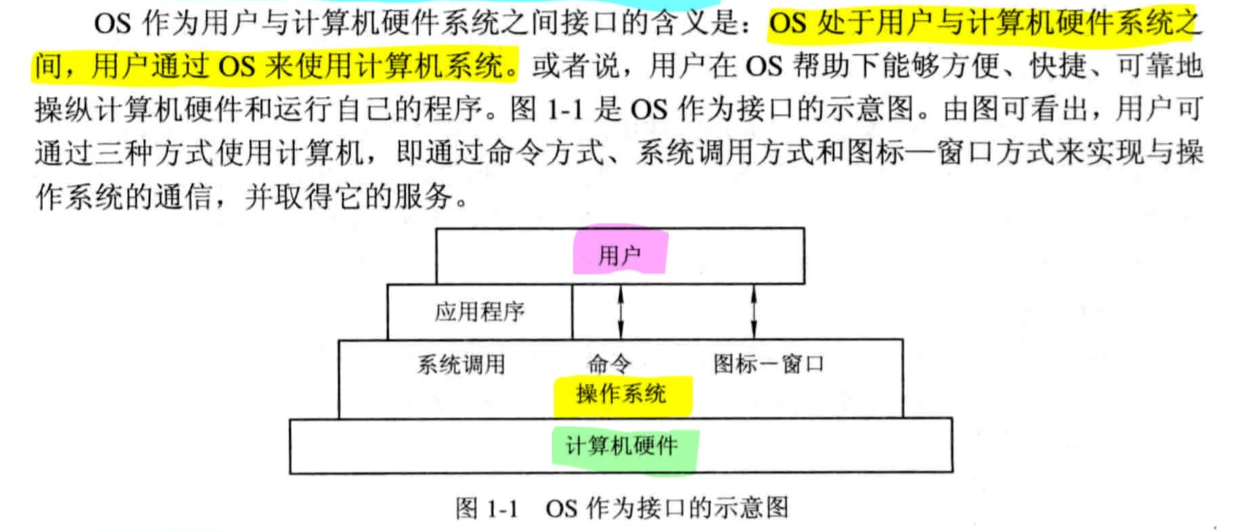 OS 作为用户与计算机硬件系统之间接口的含义是：OS 处于用户与计算机硬件系统之
间，用户通过 OS 来使用计算机系统。或者说，用户在 OS 帮助下能够方便、快捷、可靠地
操纵计算机硬件和运行自己的程序。图 1-1 是 OS 作为接口的示意图。由图可看出，用户可
通过三种方式使用计算机，即通过命令方式、系统调用方式和图标—窗口方式来实现与操
作系统的通信，并取得它的服务。
用户
应用程序
系统调用 命令 图标－窗口
操作系统
计算机硬件
图 1-1 OS 作为接口的示意图